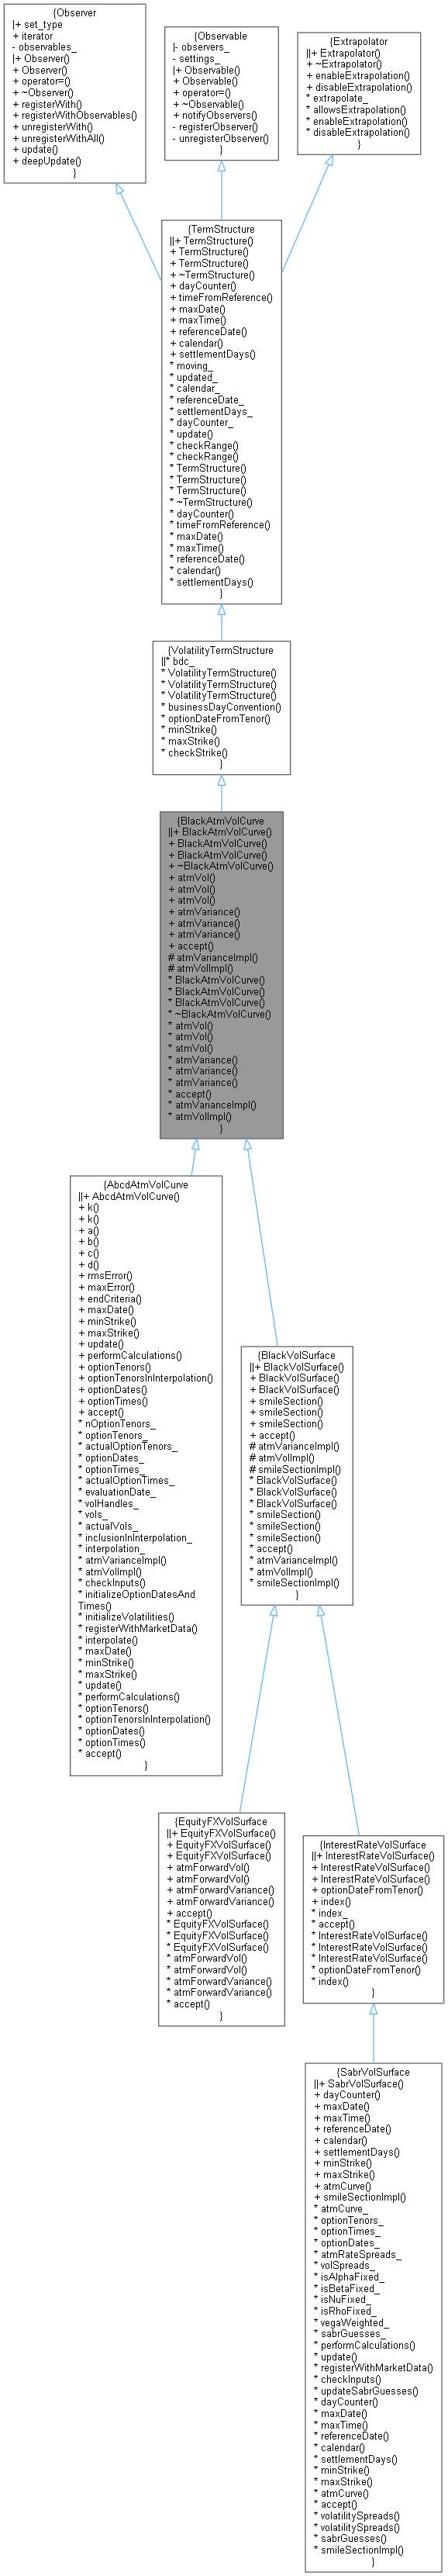 {Observer
|+ set_type
+ iterator
- observables_
|+ Observer()
+ Observer()
+ operator=()
+ ~Observer()
+ registerWith()
+ registerWithObservables()
+ unregisterWith()
+ unregisterWithAll()
+ update()
+ deepUpdate()
}
{Observable
|- observers_
- settings_
|+ Observable()
+ Observable()
+ operator=()
+ ~Observable()
+ notifyObservers()
- registerObserver()
- unregisterObserver()
}
{Extrapolator
||+ Extrapolator()
+ ~Extrapolator()
+ enableExtrapolation()
+ disableExtrapolation()
* extrapolate_
* allowsExtrapolation()
* enableExtrapolation()
* disableExtrapolation()
}
{TermStructure
||+ TermStructure()
+ TermStructure()
+ TermStructure()
+ ~TermStructure()
+ dayCounter()
+ timeFromReference()
+ maxDate()
+ maxTime()
+ referenceDate()
+ calendar()
+ settlementDays()
* moving_
* updated_
* calendar_
* referenceDate_
* settlementDays_
* dayCounter_
* update()
* checkRange()
* checkRange()
* TermStructure()
* TermStructure()
* TermStructure()
* ~TermStructure()
* dayCounter()
* timeFromReference()
* maxDate()
* maxTime()
* referenceDate()
* calendar()
* settlementDays()
}
{VolatilityTermStructure
||* bdc_
* VolatilityTermStructure()
* VolatilityTermStructure()
* VolatilityTermStructure()
* businessDayConvention()
* optionDateFromTenor()
* minStrike()
* maxStrike()
* checkStrike()
}
{BlackAtmVolCurve
||+ BlackAtmVolCurve()
+ BlackAtmVolCurve()
+ BlackAtmVolCurve()
+ ~BlackAtmVolCurve()
+ atmVol()
+ atmVol()
+ atmVol()
+ atmVariance()
+ atmVariance()
+ atmVariance()
+ accept()
# atmVarianceImpl()
# atmVolImpl()
* BlackAtmVolCurve()
* BlackAtmVolCurve()
* BlackAtmVolCurve()
* ~BlackAtmVolCurve()
* atmVol()
* atmVol()
* atmVol()
* atmVariance()
* atmVariance()
* atmVariance()
* accept()
* atmVarianceImpl()
* atmVolImpl()
}
{AbcdAtmVolCurve
||+ AbcdAtmVolCurve()
+ k()
+ k()
+ a()
+ b()
+ c()
+ d()
+ rmsError()
+ maxError()
+ endCriteria()
+ maxDate()
+ minStrike()
+ maxStrike()
+ update()
+ performCalculations()
+ optionTenors()
+ optionTenorsInInterpolation()
+ optionDates()
+ optionTimes()
+ accept()
* nOptionTenors_
* optionTenors_
* actualOptionTenors_
* optionDates_
* optionTimes_
* actualOptionTimes_
* evaluationDate_
* volHandles_
* vols_
* actualVols_
* inclusionInInterpolation_
* interpolation_
* atmVarianceImpl()
* atmVolImpl()
* checkInputs()
* initializeOptionDatesAnd
Times()
* initializeVolatilities()
* registerWithMarketData()
* interpolate()
* maxDate()
* minStrike()
* maxStrike()
* update()
* performCalculations()
* optionTenors()
* optionTenorsInInterpolation()
* optionDates()
* optionTimes()
* accept()
}
{BlackVolSurface
||+ BlackVolSurface()
+ BlackVolSurface()
+ BlackVolSurface()
+ smileSection()
+ smileSection()
+ smileSection()
+ accept()
# atmVarianceImpl()
# atmVolImpl()
# smileSectionImpl()
* BlackVolSurface()
* BlackVolSurface()
* BlackVolSurface()
* smileSection()
* smileSection()
* smileSection()
* accept()
* atmVarianceImpl()
* atmVolImpl()
* smileSectionImpl()
}
{EquityFXVolSurface
||+ EquityFXVolSurface()
+ EquityFXVolSurface()
+ EquityFXVolSurface()
+ atmForwardVol()
+ atmForwardVol()
+ atmForwardVariance()
+ atmForwardVariance()
+ accept()
* EquityFXVolSurface()
* EquityFXVolSurface()
* EquityFXVolSurface()
* atmForwardVol()
* atmForwardVol()
* atmForwardVariance()
* atmForwardVariance()
* accept()
}
{InterestRateVolSurface
||+ InterestRateVolSurface()
+ InterestRateVolSurface()
+ InterestRateVolSurface()
+ optionDateFromTenor()
+ index()
* index_
* accept()
* InterestRateVolSurface()
* InterestRateVolSurface()
* InterestRateVolSurface()
* optionDateFromTenor()
* index()
}
{SabrVolSurface
||+ SabrVolSurface()
+ dayCounter()
+ maxDate()
+ maxTime()
+ referenceDate()
+ calendar()
+ settlementDays()
+ minStrike()
+ maxStrike()
+ atmCurve()
+ smileSectionImpl()
* atmCurve_
* optionTenors_
* optionTimes_
* optionDates_
* atmRateSpreads_
* volSpreads_
* isAlphaFixed_
* isBetaFixed_
* isNuFixed_
* isRhoFixed_
* vegaWeighted_
* sabrGuesses_
* performCalculations()
* update()
* registerWithMarketData()
* checkInputs()
* updateSabrGuesses()
* dayCounter()
* maxDate()
* maxTime()
* referenceDate()
* calendar()
* settlementDays()
* minStrike()
* maxStrike()
* atmCurve()
* accept()
* volatilitySpreads()
* volatilitySpreads()
* sabrGuesses()
* smileSectionImpl()
}